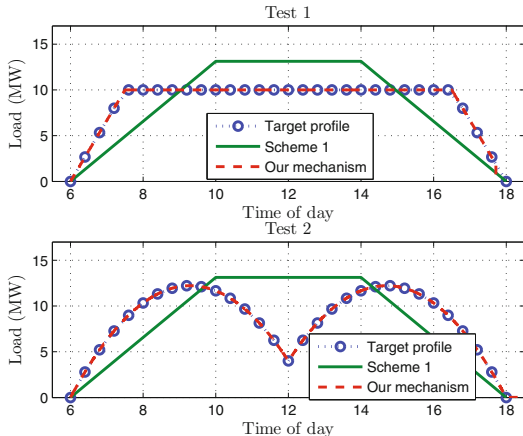 Test 1
15
10
5
0
Load (MW)
Target profile
Scheme 1
Our mechanism
6 8 10 12 14 16 18
Time of day
Test 2
15
10
5
0
Load (MW)
Target profile
Scheme 1
Our mechanism
6 8 10 12 14 16 18
Time of day